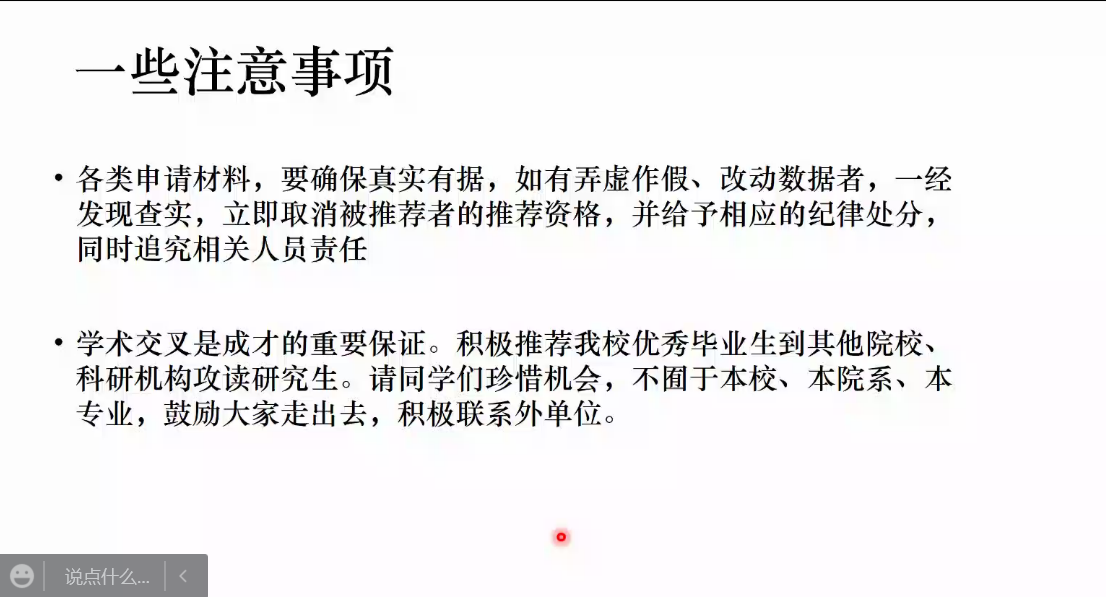 一些注意事项
• 各类申请材料，要确保真实有据，如有弄虚作假、改动数据者，一经
发现查实，立即取消被推荐者的推荐资格，并给予相应的纪律处分，
同时追究相关人员责任
• 学术交叉是成才的重要保证。积极推荐我校优秀毕业生到其他院校、
科研机构攻读研究生。请同学们珍惜机会，不囿于本校、本院系、本
专业，鼓励大家走出去，积极联系外单位。
说点什么...